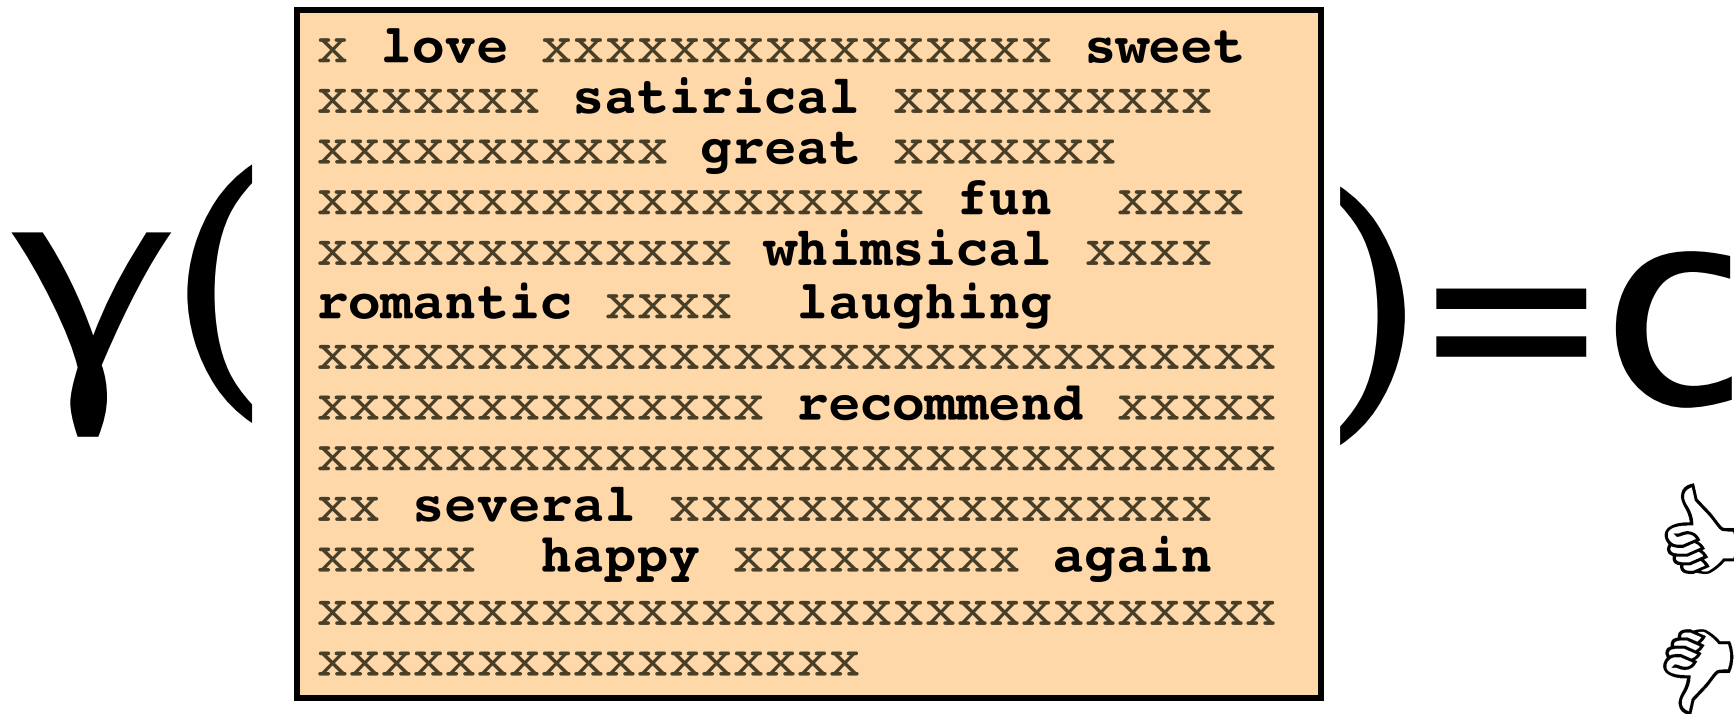 x love xxxxxxxxxxxxxxxx sweet
xxxxxxx satirical xxxxxxxxxx
xxxxxxxxxxx great xxxxxxx
xxxxxxxxxxxxxxxxxxx fun xxxx
xxxxxxxxxxxxx whimsical xxxx
romantic xxxx laughing
xxxxxxxxxxxxxxxxxxxxxxxxxxxxxx
xxxxxxxxxxxxxx recommend xxxxx
xxxxxxxxxxxxxxxxxxxxxxxxxxxxxx
xx several xxxxxxxxxxxxxxxxx
xxxxx happy xxxxxxxxx again
xxxxxxxxxxxxxxxxxxxxxxxxxxxxxx
xxxxxxxxxxxxxxxxx
γ( )=c